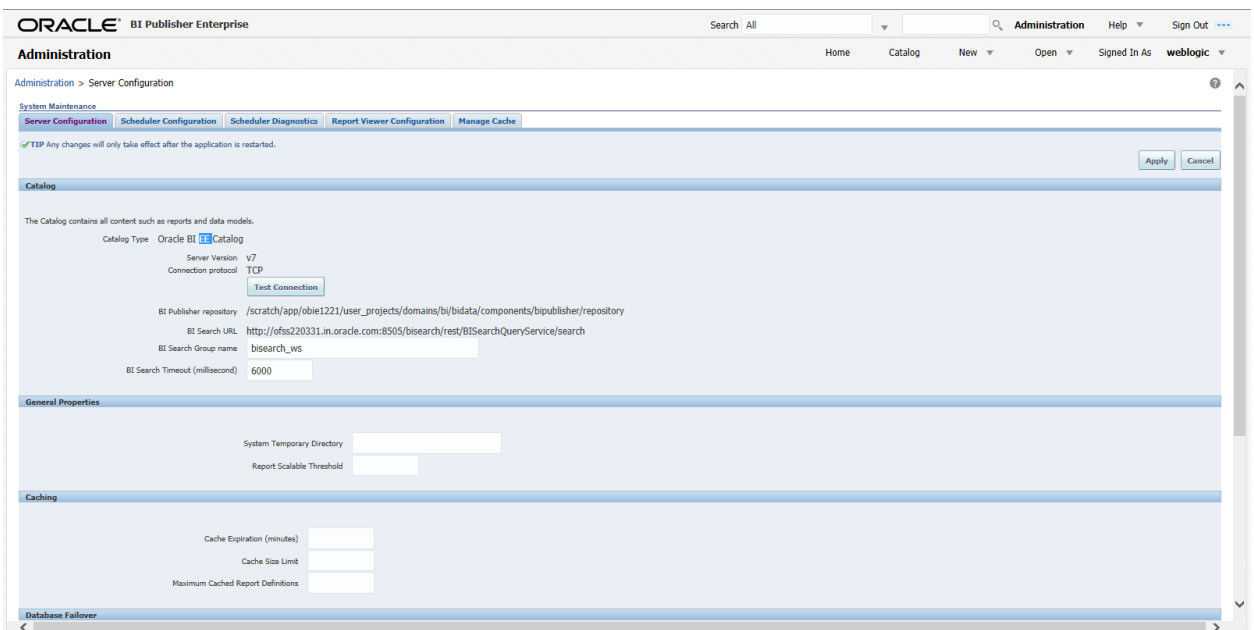 ORACLE® BI Publisher Enterprise Search All Administration Help Sign Out
Administration Home Catalog New Open Signed In As weblogic
Administration > Server Configuration
System Maintenance
Server Configuration Scheduler Configuration Scheduler Diagnostics Report Viewer Configuration Manage Cache
TIP Any changes will only take effect after the application is restarted.
Apply Cancel
Catalog
The Catalog contains all content such as reports and data models.
Catalog Type Oracle BI EE Catalog
Server Version v7
Connection protocol TCP
Test Connection
BI Publisher repository /scratch/app/obie1221/user_projects/domains/bi/bidata/components/bipublisher/repository
BI Search URL http://ofss220331.in.oracle.com:8505/bisearch/rest/BISearchQueryService/search
BI Search Group name bisearch_ws
BI Search Timeout (millisecond) 6000
General Properties
System Temporary Directory
Report Scalable Threshold
Caching
Cache Expiration (minutes)
Cache Size Limit
Maximum Cached Report Definitions
Database Failover